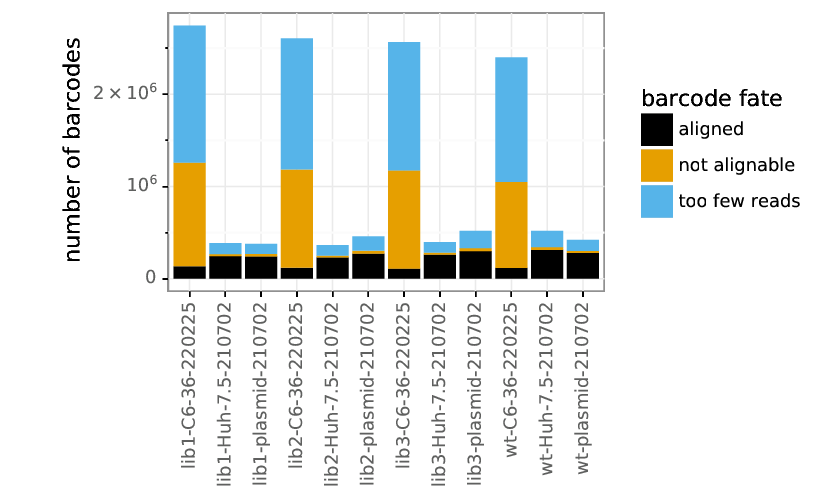 number of barcodes
2 × 10⁶
10⁶
0
lib1-C6-36-220225
lib1-Huh-7.5-210702
lib1-plasmid-210702
lib2-C6-36-220225
lib2-Huh-7.5-210702
lib2-plasmid-210702
lib3-C6-36-220225
lib3-Huh-7.5-210702
lib3-plasmid-210702
wt-C6-36-220225
wt-Huh-7.5-210702
wt-plasmid-210702
barcode fate
aligned
not alignable
too few reads